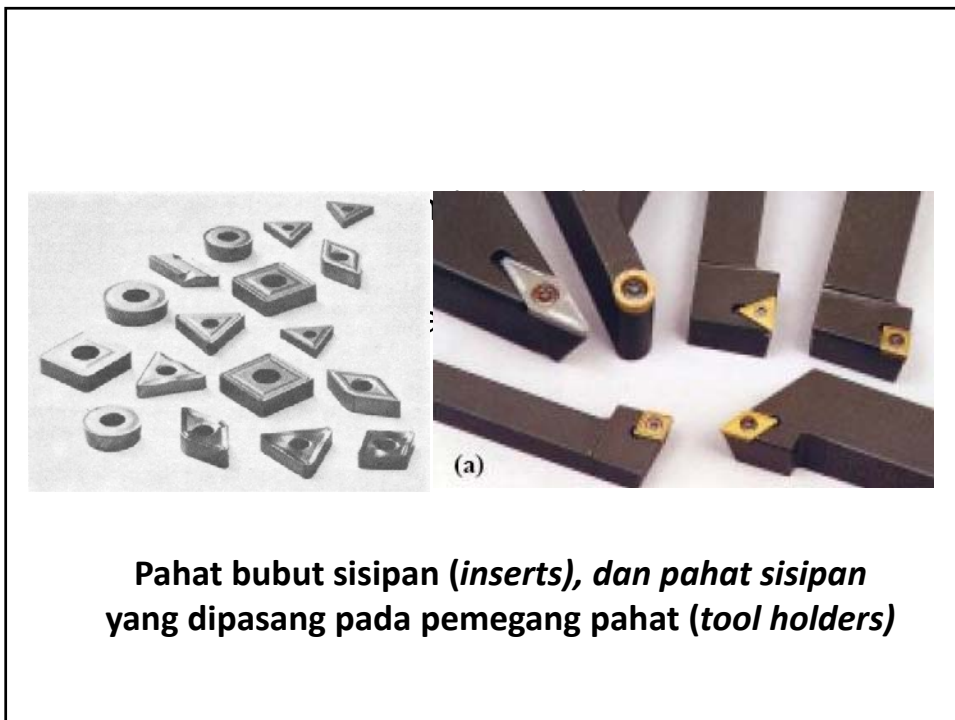 (a)
Pahat bubut sisipan (inserts), dan pahat sisipan
yang dipasang pada pemegang pahat (tool holders)